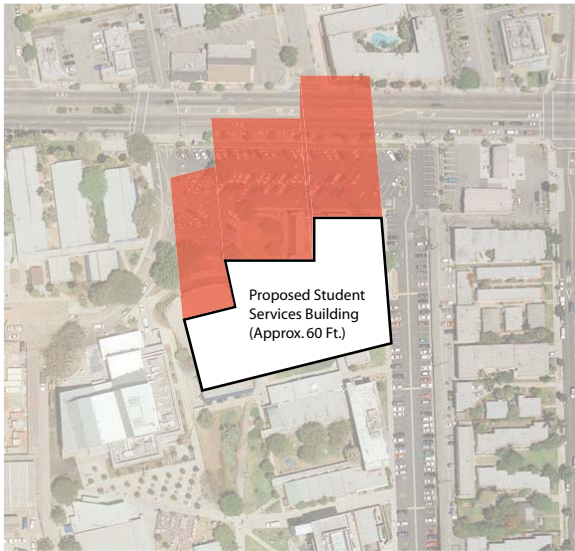 Proposed Student
Services Building
(Approx. 60 Ft.)